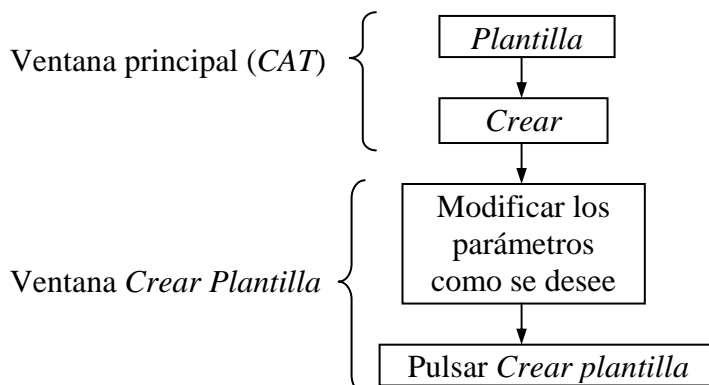 Plantilla
Ventana principal (CAT)
Crear
Modificar los
parámetros
como se desee
Ventana Crear Plantilla
Pulsar Crear plantilla